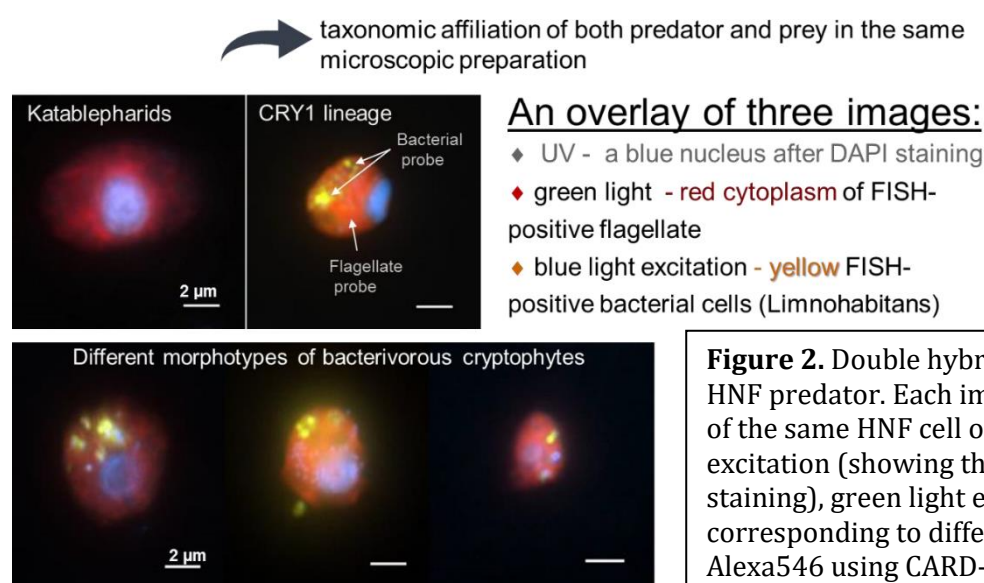 taxonomic affiliation of both predator and prey in the same
microscopic preparation
Katablepharids
CRY1 lineage
Bacterial
probe
Flagellate
probe
2 µm
An overlay of three images:
♦ UV - a blue nucleus after DAPI staining
♦ green light - red cytoplasm of FISH-
positive flagellate
♦ blue light excitation - yellow FISH-
positive bacterial cells (Limnohabitans)
Different morphotypes of bacterivorous cryptophytes
2 µm
Figure 2. Double hybr
HNF predator. Each im
of the same HNF cell o
excitation (showing th
staining), green light e
corresponding to diffe
Alexa546 using CARD-